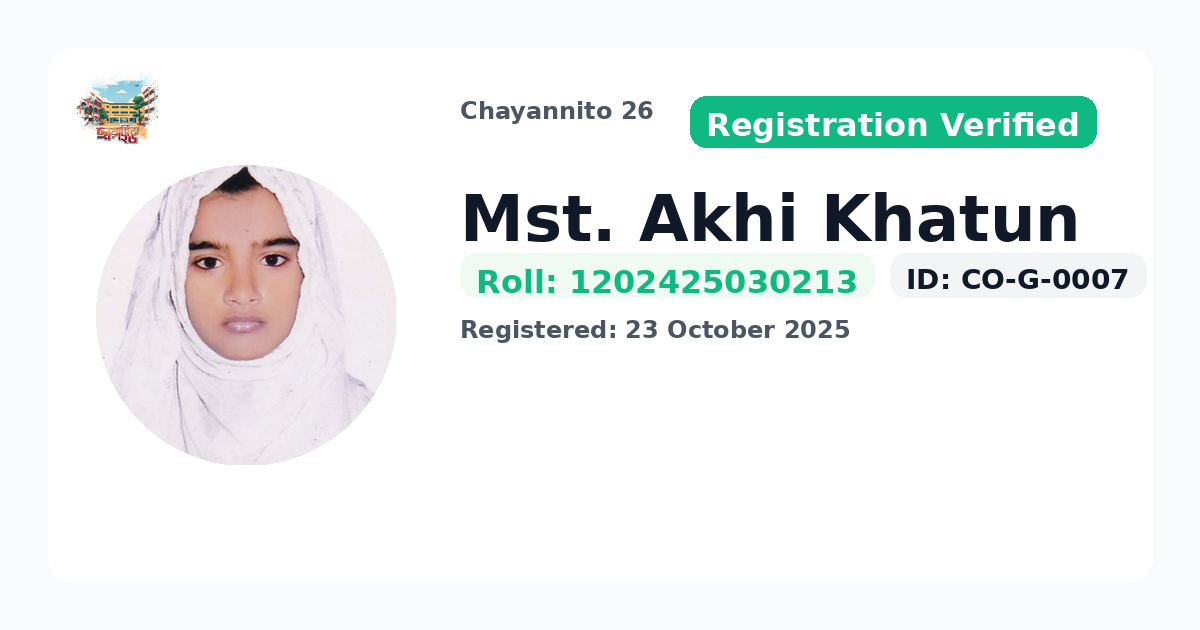 Chayannito 26
Registration Verified
Mst. Akhi Khatun
Roll: 1202425030213
ID: CO-G-0007
Registered: 23 October 2025